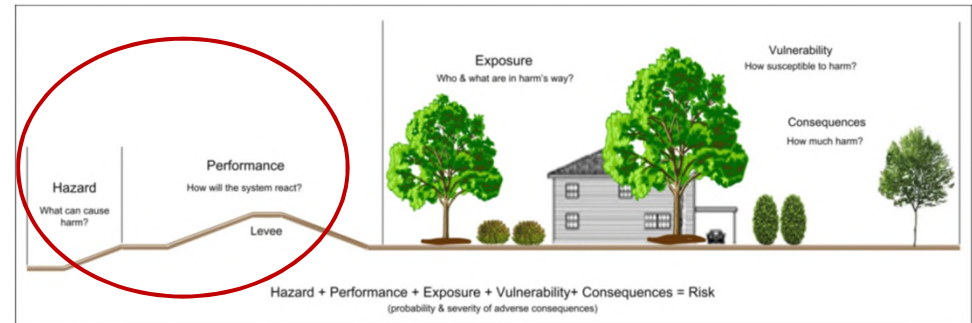 Hazard
What can cause
harm?
Performance
How will the system react?
Levee
Exposure
Who & what are in harm's way?
Vulnerability
How susceptible to harm?
Consequences
How much harm?
Hazard + Performance + Exposure + Vulnerability+ Consequences = Risk
(probability & severity of adverse consequences)